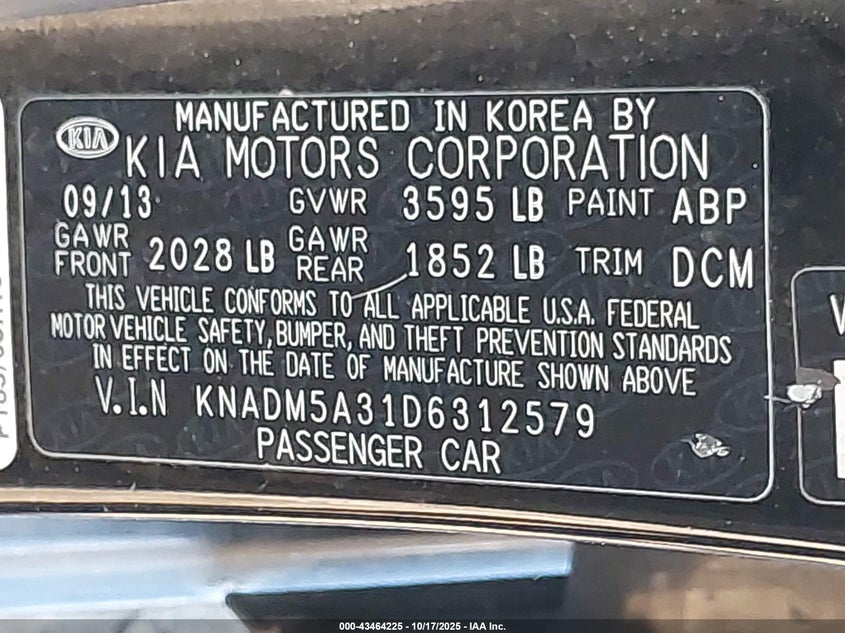 MANUFACTURED IN KOREA BY
KIA KIA MOTORS CORPORATION
09/13 GVWR 3595 LB PAINT ABP
GAWR FRONT 2028 LB GAWR REAR 1852 LB TRIM DCM
THIS VEHICLE CONFORMS TO ALL APPLICABLE U.S.A. FEDERAL
MOTOR VEHICLE SAFETY, BUMPER, AND THEFT PREVENTION STANDARDS
IN EFFECT ON THE DATE OF MANUFACTURE SHOWN ABOVE
V.I.N KNADM5A31D6312579
PASSENGER CAR
000-43464225 - 10/17/2025 - IAA Inc.